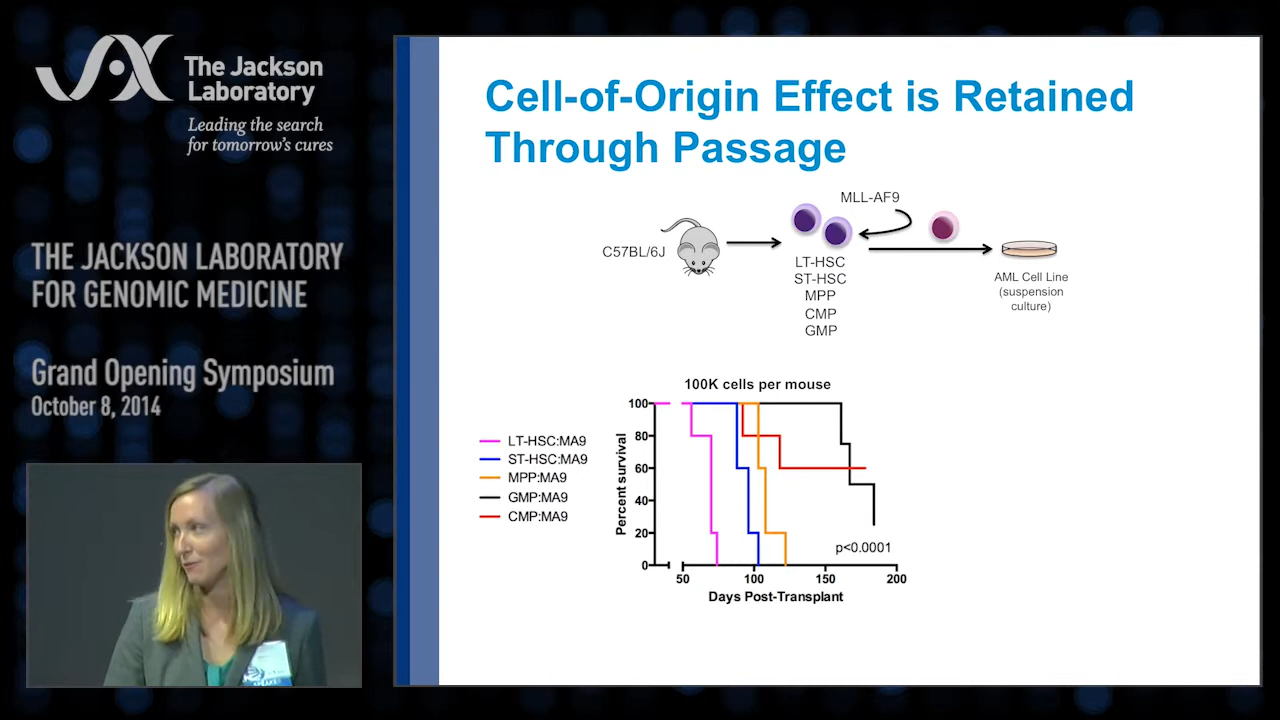 The Jackson
Laboratory
Leading the search
for tomorrow's cures
THE JACKSON LABORATORY
FOR GENOMIC MEDICINE
Grand Opening Symposium
October 8, 2014
Cell-of-Origin Effect is Retained
Through Passage
MLL-AF9
C57BL/6J
LT-HSC
ST-HSC
MPP
CMP
GMP
AML Cell Line
(suspension
culture)
100K cells per mouse
LT-HSC:MA9
ST-HSC:MA9
MPP:MA9
GMP:MA9
CMP:MA9
Percent survival
100
80
60
40
20
0
p<0.0001
50 100 150 200
Days Post-Transplant